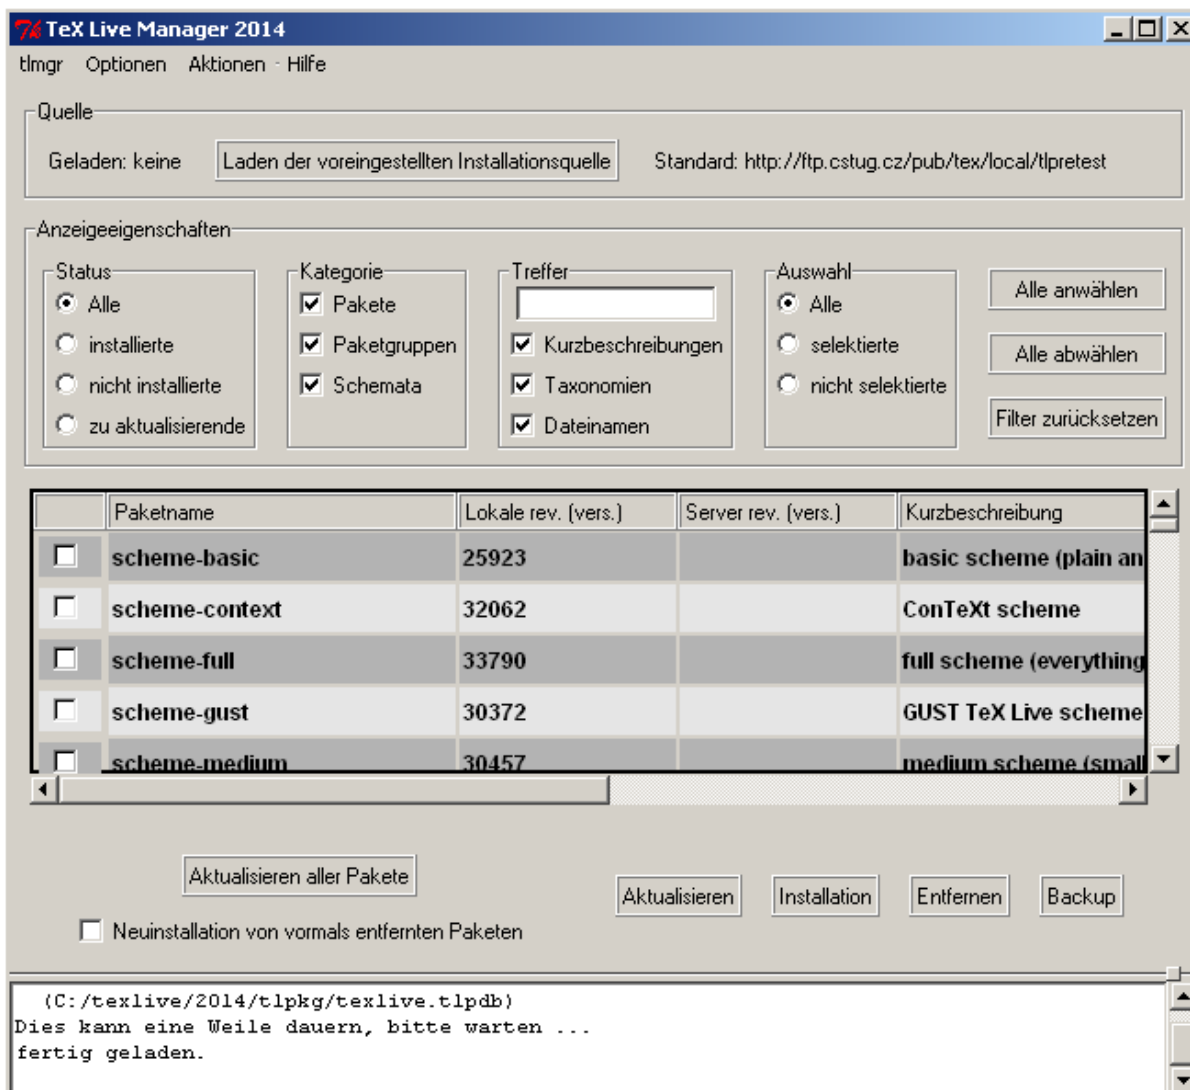 TeX Live Manager 2014
tlmgr Optionen Aktionen Hilfe
Quelle
Geladen: keine Laden der voreingestellten Installationsquelle Standard: http://ftp.cstug.cz/pub/tex/local/tlpretest
Anzeigeeigenschaften
Status Kategorie Treffer Auswahl
Alle Pakete Alle Alle anwählen
installierte Paketgruppen Kurzbeschreibungen selektierte Alle abwählen
nicht installierte Schemata Taxonomien nicht selektierte
zu aktualisierende Dateinamen Filter zurücksetzen
Paketname Lokale rev. (vers.) Server rev. (vers.) Kurzbeschreibung
scheme-basic 25923 basic scheme (plain an
scheme-context 32062 ConTeXt scheme
scheme-full 33790 full scheme (everything
scheme-gust 30372 GUST TeX Live scheme
scheme-medium 30457 medium scheme (small
Aktualisieren aller Pakete Aktualisieren Installation Entfernen Backup
Neuinstallation von vormals entfernten Paketen
(C:/texlive/2014/tlpkg/texlive.tlpdb)
Dies kann eine Weile dauern, bitte warten ...
fertig geladen.